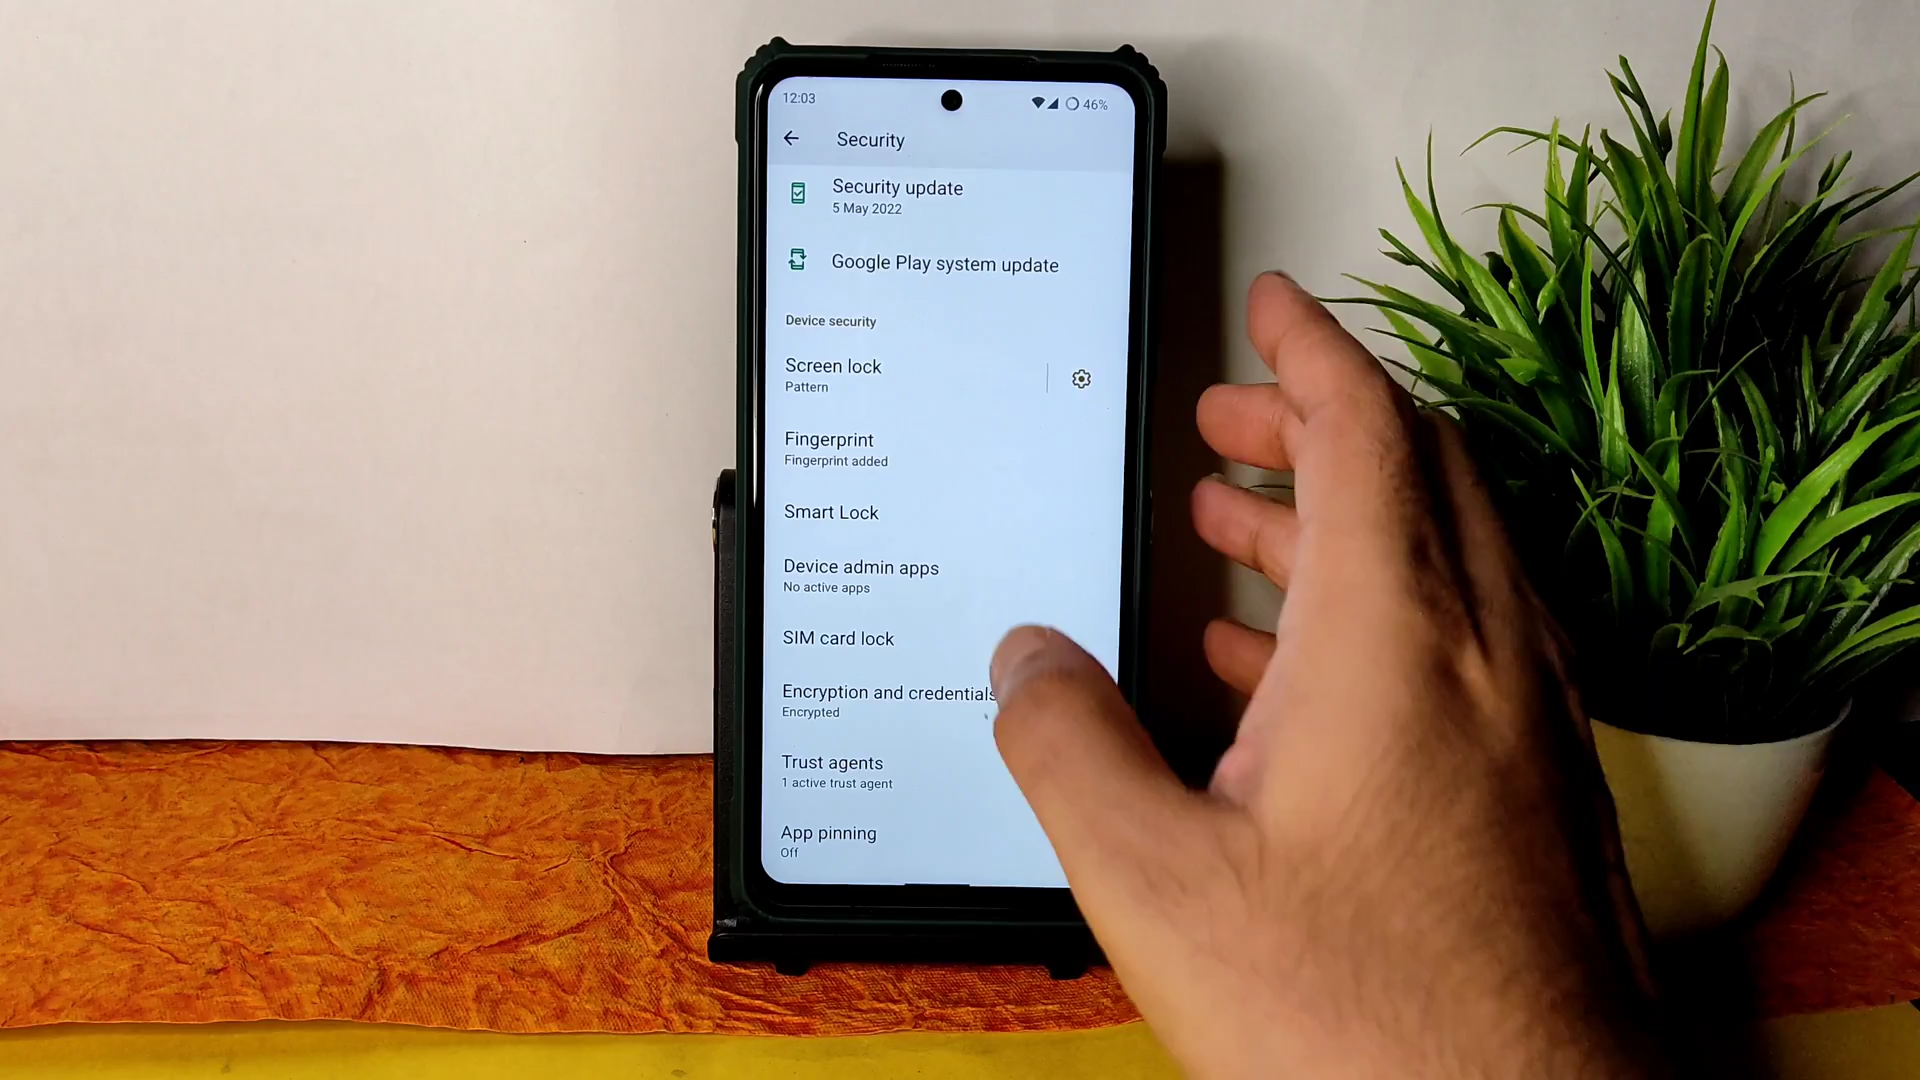 12:03
46%
Security
Security update
5 May 2022
Google Play system update
Device security
Screen lock
Pattern
Fingerprint
Fingerprint added
Smart Lock
Device admin apps
No active apps
SIM card lock
Encryption and credentials
Encrypted
Trust agents
1 active trust agent
App pinning
Off